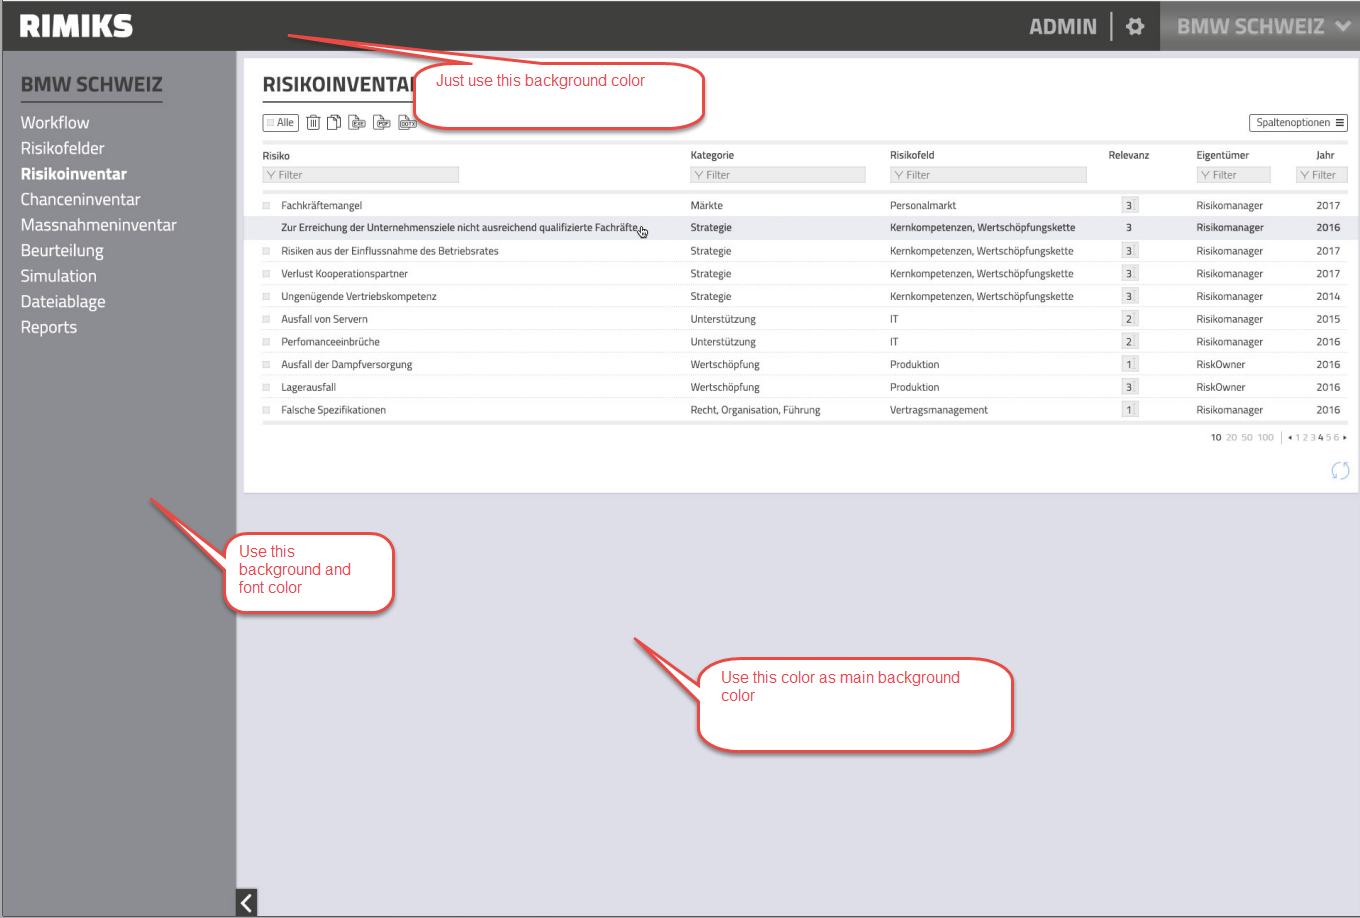 RIMIKS
ADMIN
BMW SCHWEIZ
BMW SCHWEIZ
Workflow
Risikofelder
Risikoinventar
Chanceninventar
Massnahmeninventar
Beurteilung
Simulation
Dateiablage
Reports
RISIKOINVENTA
Just use this background color
Alle
PDF
DOTX
Spaltenoptionen
Risiko Kategorie Risikofeld Relevanz Eigentümer Jahr
Filter Filter Filter Filter Filter
Fachkräftemangel Märkte Personalmarkt 3 Risikomanager 2017
Zur Erreichung der Unternehmensziele nicht ausreichend qualifizierte Fachräfte Strategie Kernkompetenzen, Wertschöpfungskette 3 Risikomanager 2016
Risiken aus der Einflussnahme des Betriebsrates Strategie Kernkompetenzen, Wertschöpfungskette 3 Risikomanager 2017
Verlust Kooperationspartner Strategie Kernkompetenzen, Wertschöpfungskette 3 Risikomanager 2017
Ungenügende Vertriebskompetenz Strategie Kernkompetenzen, Wertschöpfungskette 3 Risikomanager 2014
Ausfall von Servern Unterstützung IT 2 Risikomanager 2015
Perfomanceeinbrüche Unterstützung IT 2 Risikomanager 2016
Ausfall der Dampfversorgung Wertschöpfung Produktion 1 RiskOwner 2016
Lagerausfall Wertschöpfung Produktion 3 RiskOwner 2016
Falsche Spezifikationen Recht, Organisation, Führung Vertragsmanagement 1 Risikomanager 2016
10 20 50 100 1 2 3 4 5 6
Use this
background and
font color
Use this color as main background
color